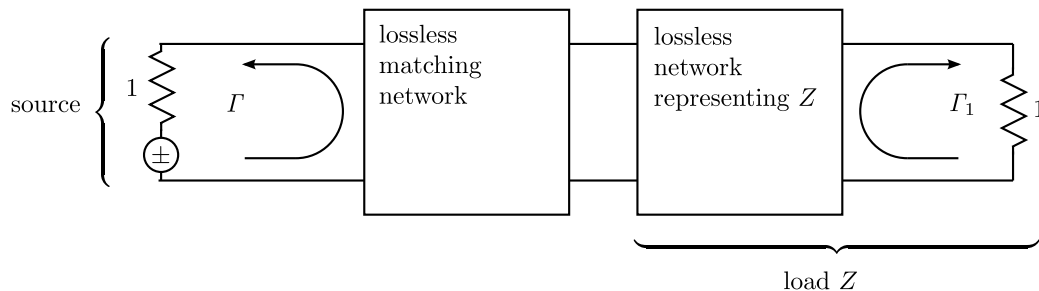 source
1
±
Γ
lossless
matching
network
lossless
network
representing Z
Γ₁
1
load Z